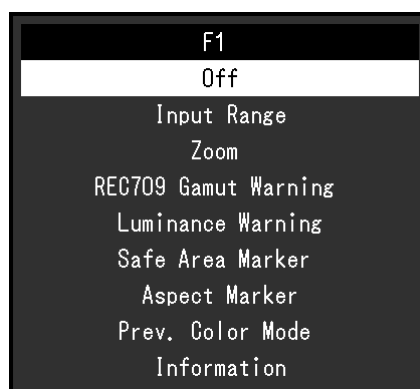 F1
Off
Input Range
Zoom
REC709 Gamut Warning
Luminance Warning
Safe Area Marker
Aspect Marker
Prev. Color Mode
Information